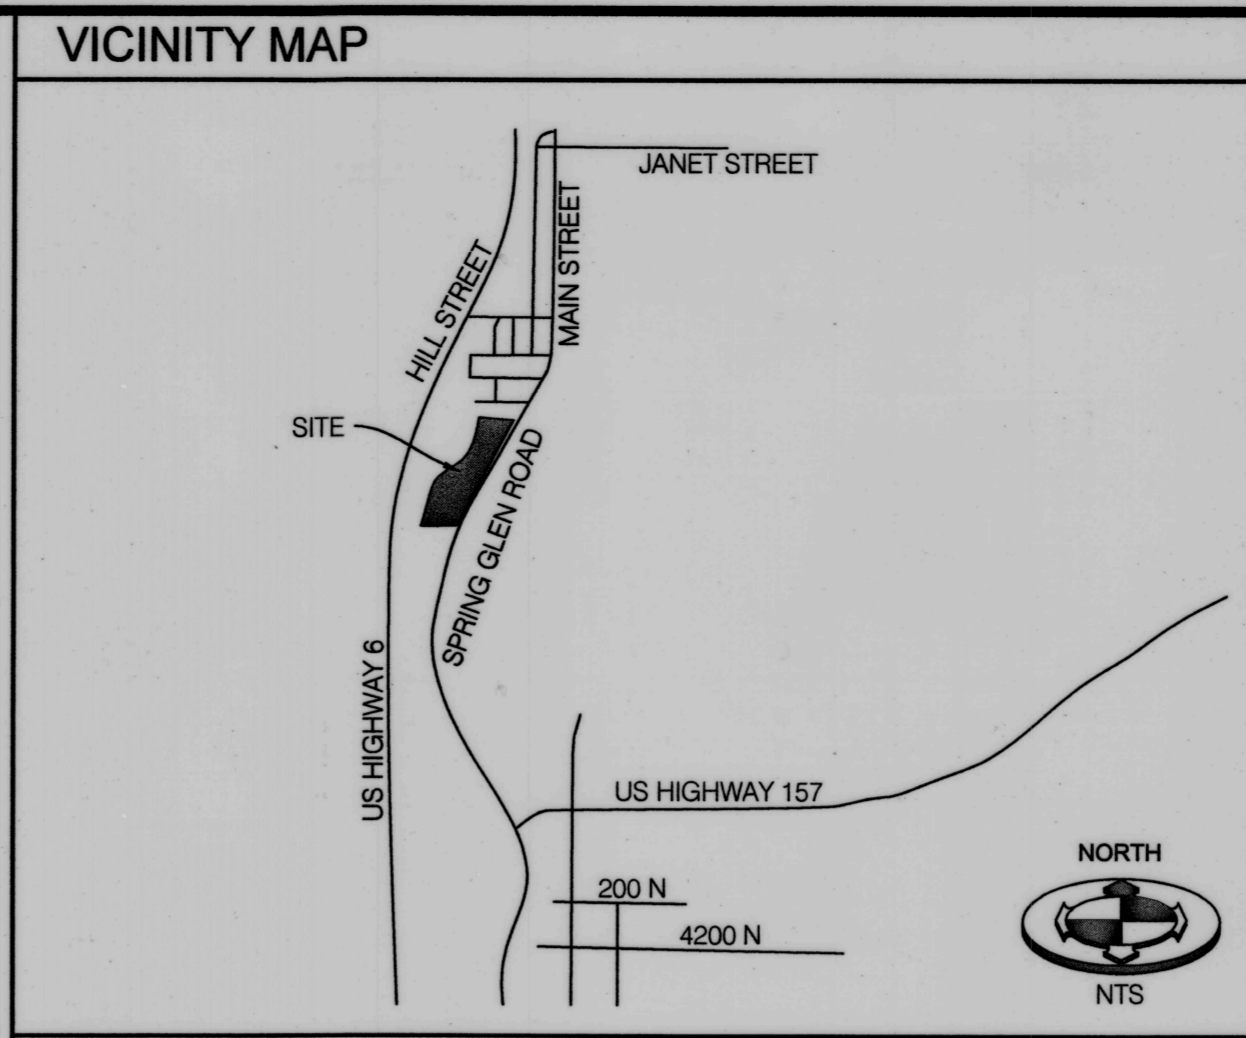 VICINITY MAP
JANET STREET
MAIN STREET
HILL STREET
SITE
SPRING GLEN ROAD
US HIGHWAY 6
US HIGHWAY 157
200 N
4200 N
NORTH
NTS